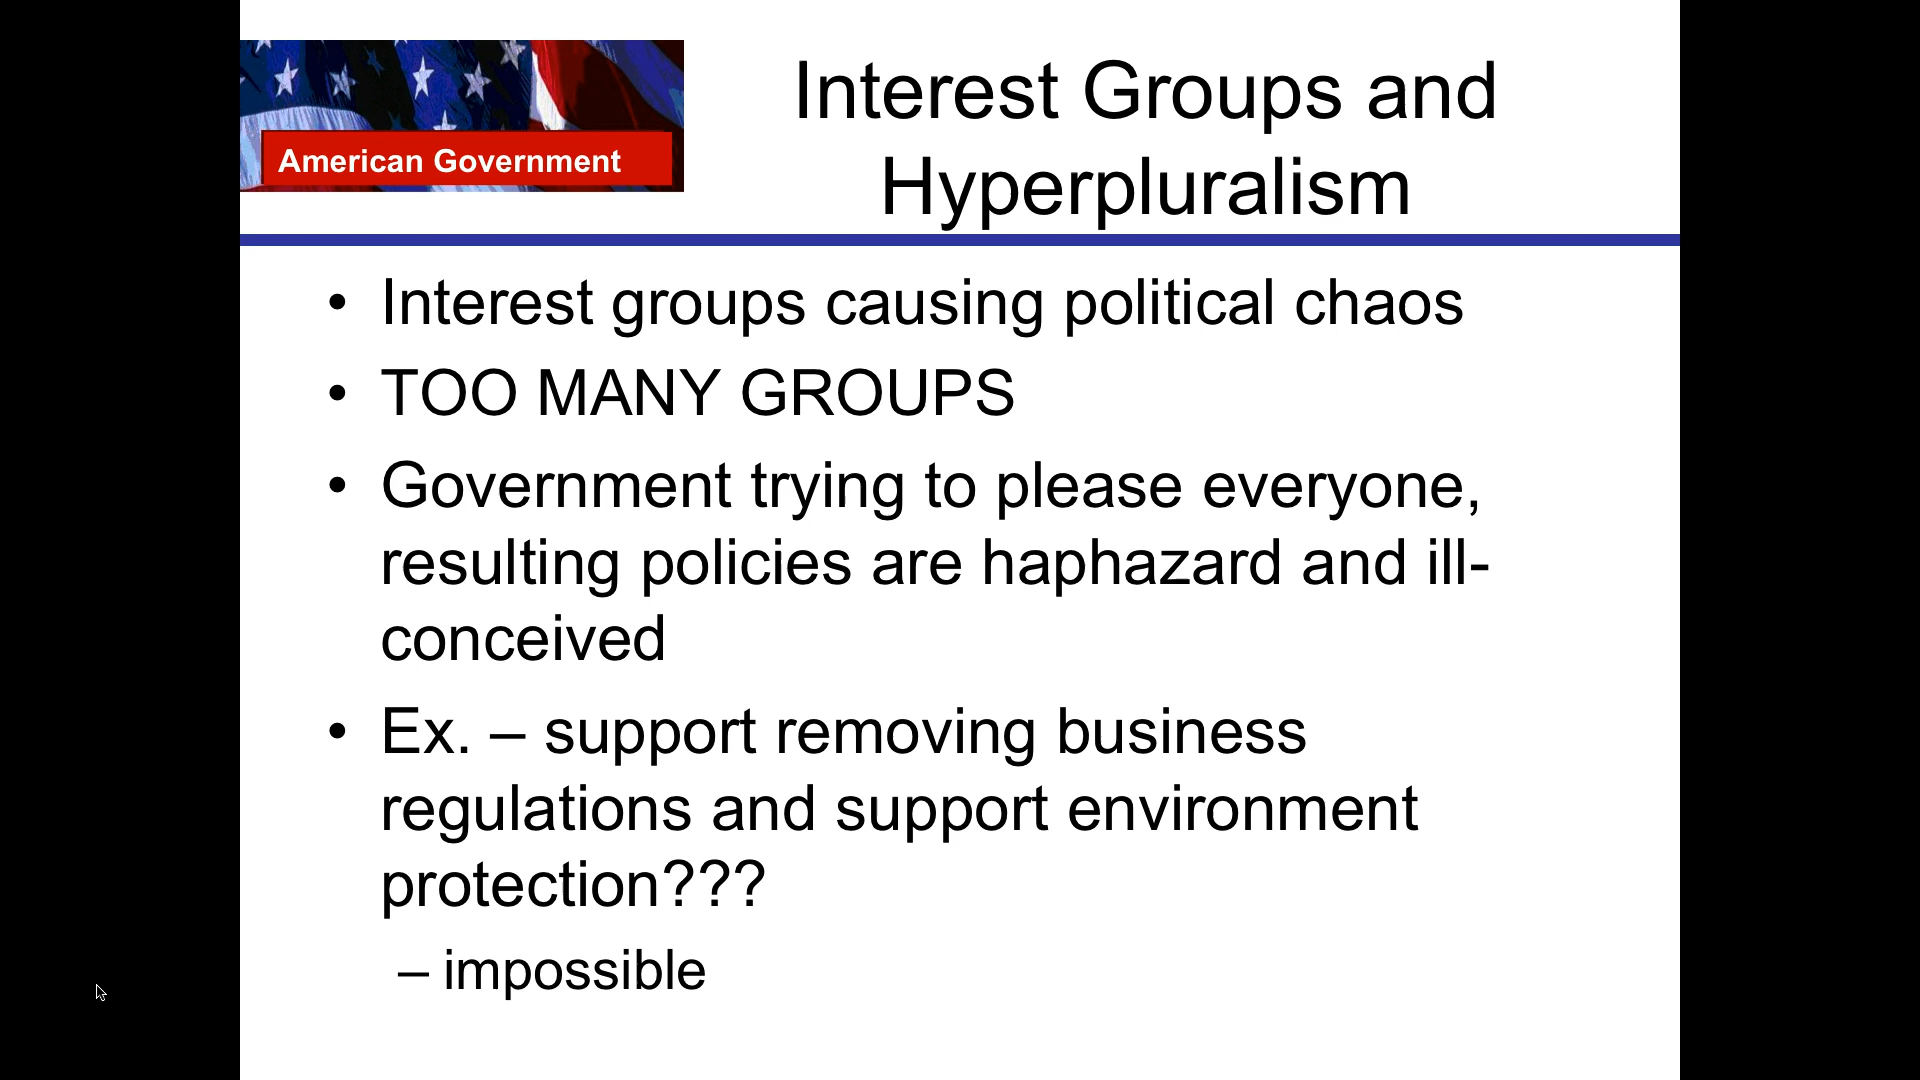 American Government
Interest Groups and
Hyperpluralism
• Interest groups causing political chaos
• TOO MANY GROUPS
• Government trying to please everyone,
resulting policies are haphazard and ill-
conceived
• Ex. – support removing business
regulations and support environment
protection???
– impossible